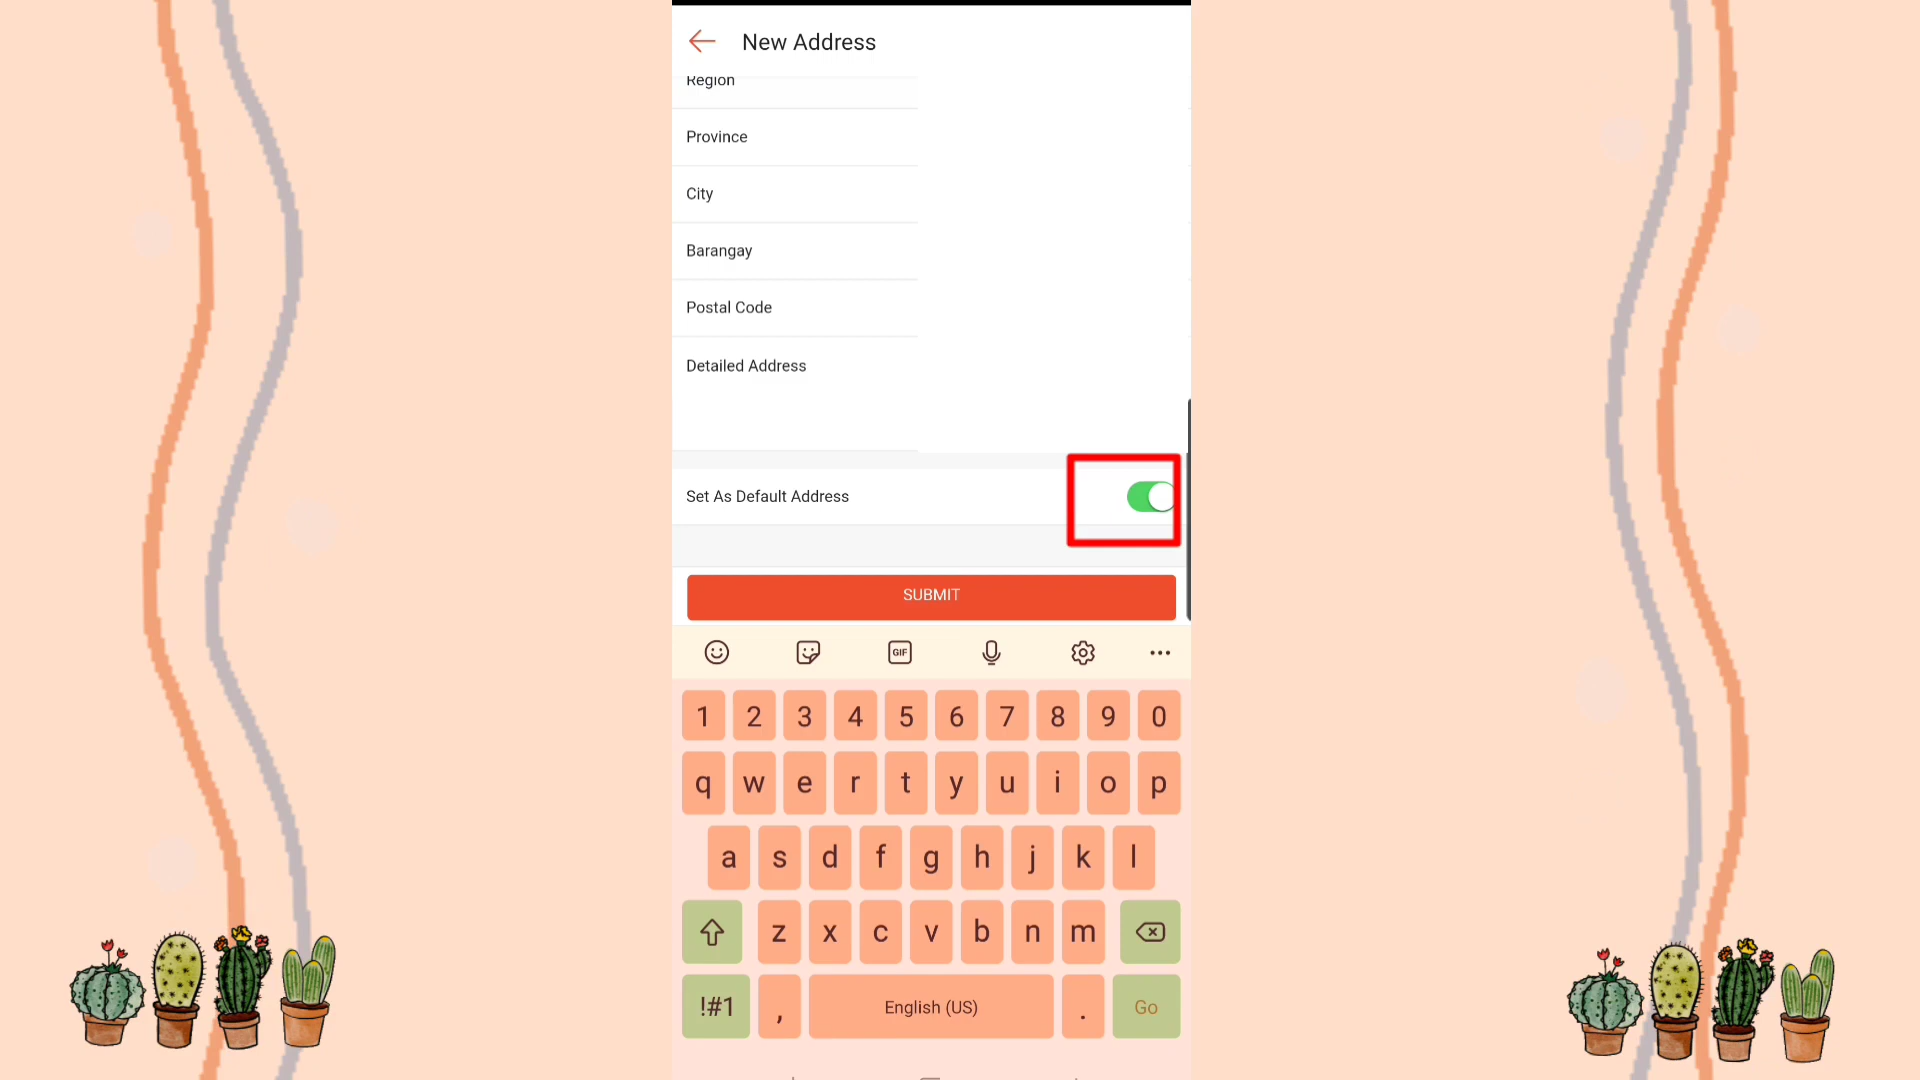 New Address
Region
Province
City
Barangay
Postal Code
Detailed Address
Set As Default Address
SUBMIT
GIF
1 2 3 4 5 6 7 8 9 0
q w e r t y u i o p
a s d f g h j k l
z x c v b n m
!#1 , English (US) . Go